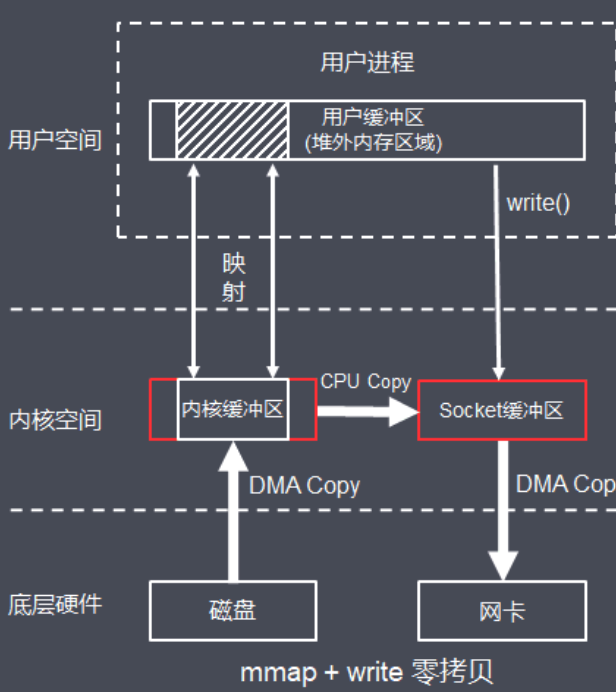 用户进程
用户空间
用户缓冲区
(堆外内存区域)
write()
映
射
CPU Copy
内核空间
内核缓冲区
Socket缓冲区
DMA Copy
DMA Cop
底层硬件
磁盘
网卡
mmap + write 零拷贝